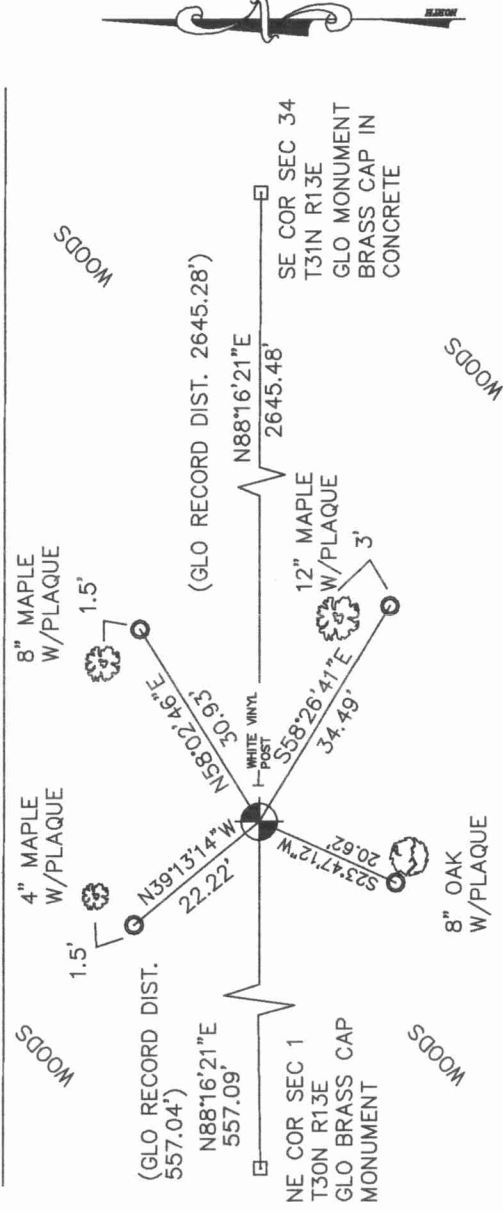 NORTH
WOODS
WOODS
4" MAPLE
W/PLAQUE
1.5'
8" MAPLE
W/PLAQUE
1.5'
(GLO RECORD DIST. 2645.28')
(GLO RECORD DIST.
557.04')
N88°16'21"E
557.09'
N39°13'14"W
22.22'
N58°02'46"E
30.93'
WHITE VINYL
POST
N88°16'21"E
2645.48'
S58°26'41"E
34.49'
S23°47'12"W
20.62'
12" MAPLE
W/PLAQUE
3'
NE COR SEC 1
T30N R13E
GLO BRASS CAP
MONUMENT
SE COR SEC 34
T31N R13E
GLO MONUMENT
BRASS CAP IN
CONCRETE
8" OAK
W/PLAQUE
WOODS
WOODS